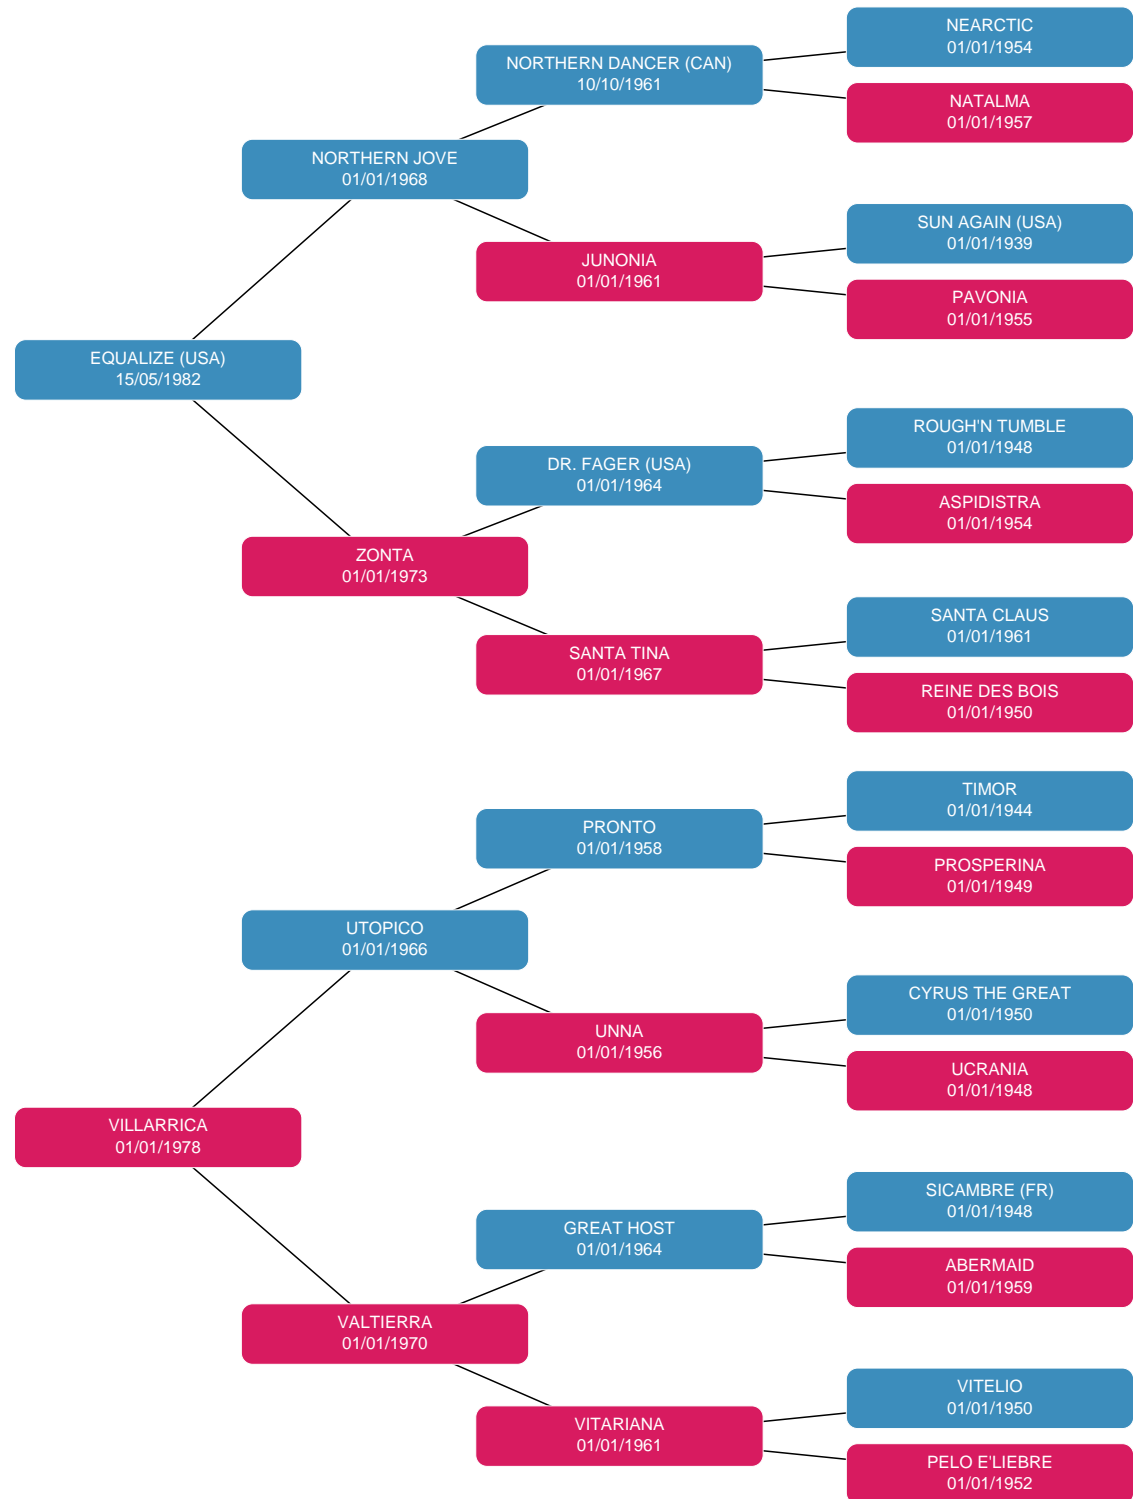 NEARCTIC
01/01/1954
NORTHERN DANCER (CAN)
10/10/1961
NATALMA
01/01/1957
NORTHERN JOVE
01/01/1968
SUN AGAIN (USA)
01/01/1939
JUNONIA
01/01/1961
PAVONIA
01/01/1955
EQUALIZE (USA)
15/05/1982
ROUGH'N TUMBLE
01/01/1948
DR. FAGER (USA)
01/01/1964
ASPIDISTRA
01/01/1954
ZONTA
01/01/1973
SANTA CLAUS
01/01/1961
SANTA TINA
01/01/1967
REINE DES BOIS
01/01/1950
TIMOR
01/01/1944
PRONTO
01/01/1958
PROSPERINA
01/01/1949
UTOPICO
01/01/1966
CYRUS THE GREAT
01/01/1950
UNNA
01/01/1956
UCRANIA
01/01/1948
VILLARRICA
01/01/1978
SICAMBRE (FR)
01/01/1948
GREAT HOST
01/01/1964
ABERMAID
01/01/1959
VALTIERRA
01/01/1970
VITELIO
01/01/1950
VITARIANA
01/01/1961
PELO E'LIEBRE
01/01/1952